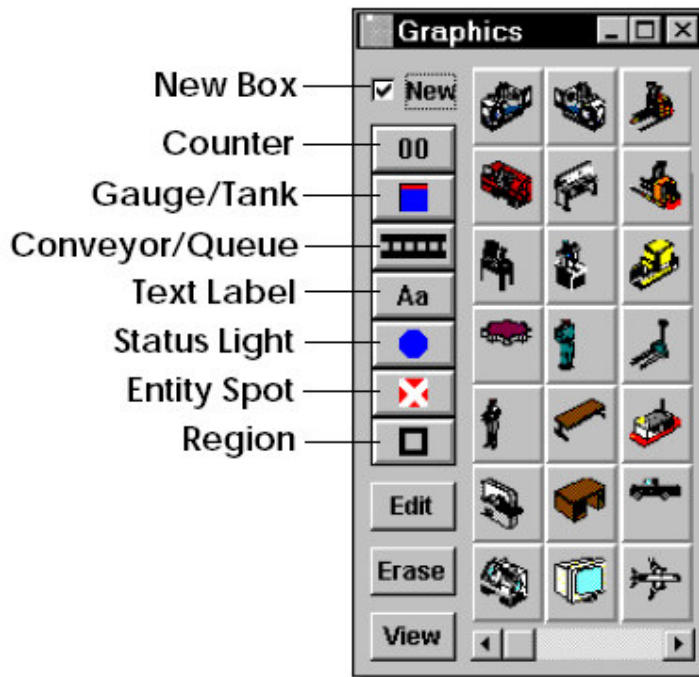 Graphics
New Box
New
Counter
00
Gauge/Tank
Conveyor/Queue
Text Label
Aa
Status Light
Entity Spot
Region
Edit
Erase
View